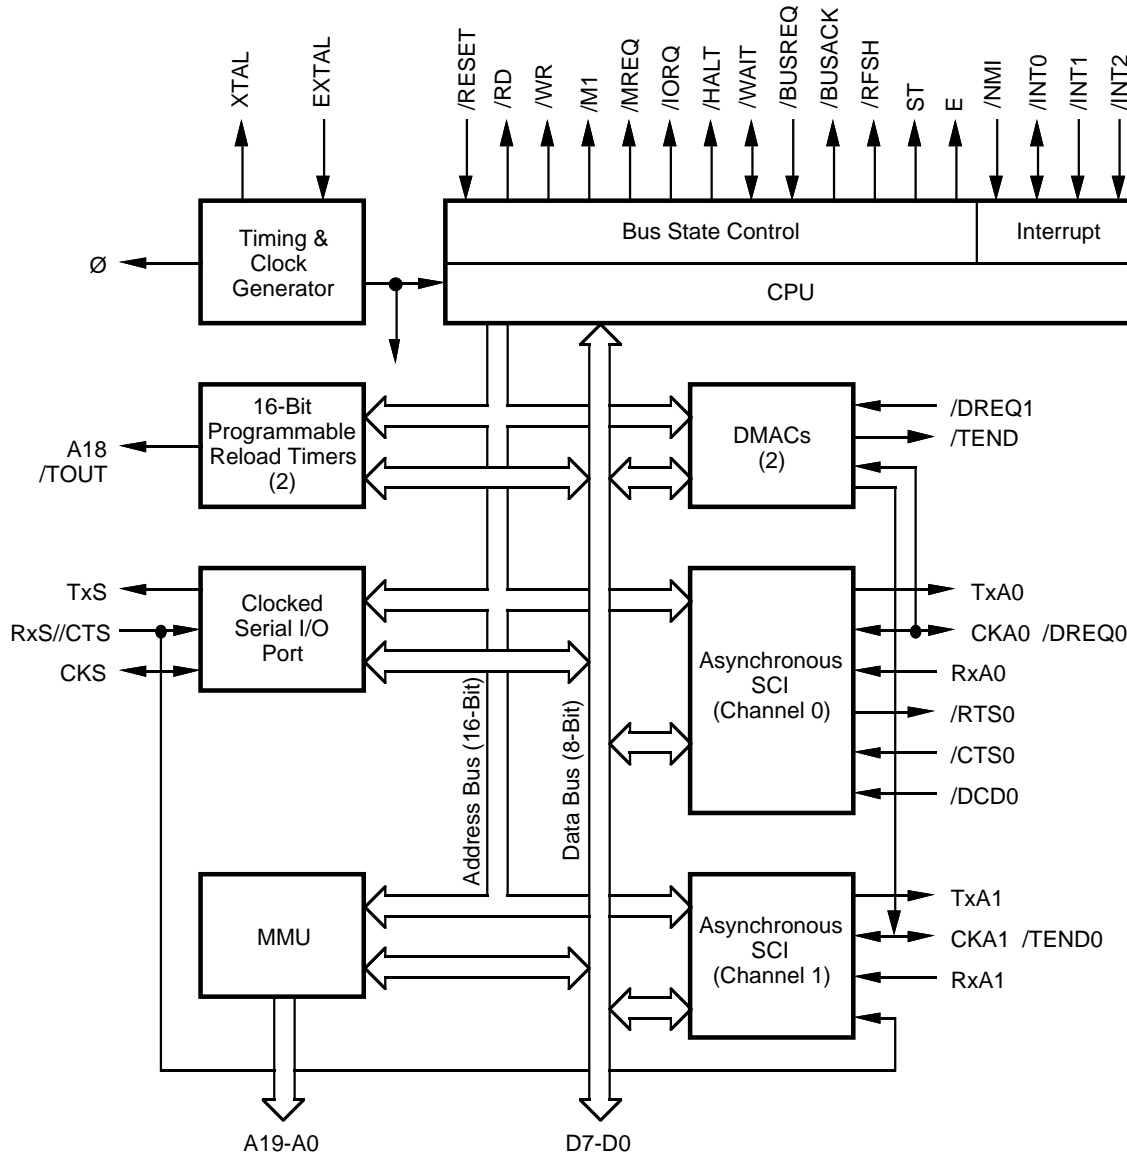 XTAL
EXTAL
/RESET
/RD
/WR
/M1
/MREQ
/IORQ
/HALT
/WAIT
/BUSREQ
/BUSACK
/RFSH
ST
E
/NMI
/INT0
/INT1
/INT2
Timing &
Clock
Generator
Ø
Bus State Control
Interrupt
CPU
16-Bit
Programmable
Reload Timers
(2)
A18
/TOUT
DMACs
(2)
/DREQ1
/TEND
TxS
RxS//CTS
CKS
Clocked
Serial I/O
Port
Address Bus (16-Bit)
Data Bus (8-Bit)
Asynchronous
SCI
(Channel 0)
TxA0
CKA0 /DREQ0
RxA0
/RTS0
/CTS0
/DCD0
MMU
Asynchronous
SCI
(Channel 1)
TxA1
CKA1 /TEND0
RxA1
A19-A0
D7-D0